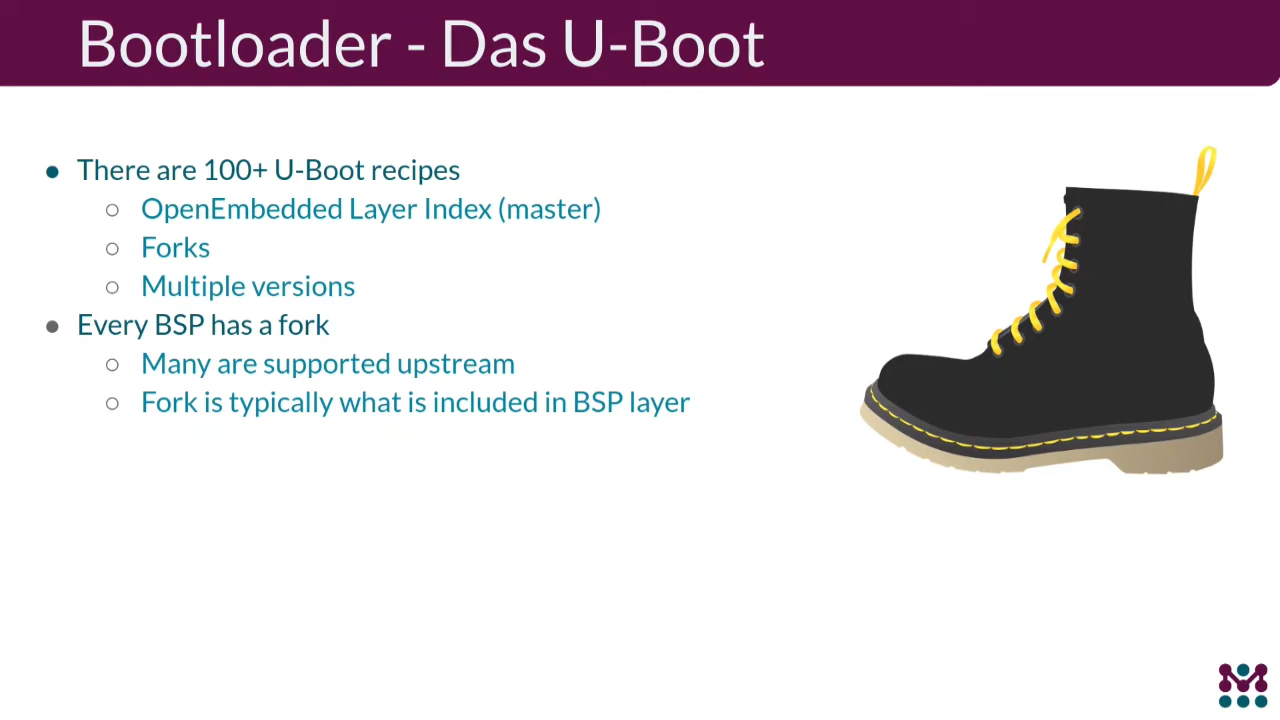 Bootloader - Das U-Boot
● There are 100+ U-Boot recipes
○ OpenEmbedded Layer Index (master)
○ Forks
○ Multiple versions
● Every BSP has a fork
○ Many are supported upstream
○ Fork is typically what is included in BSP layer